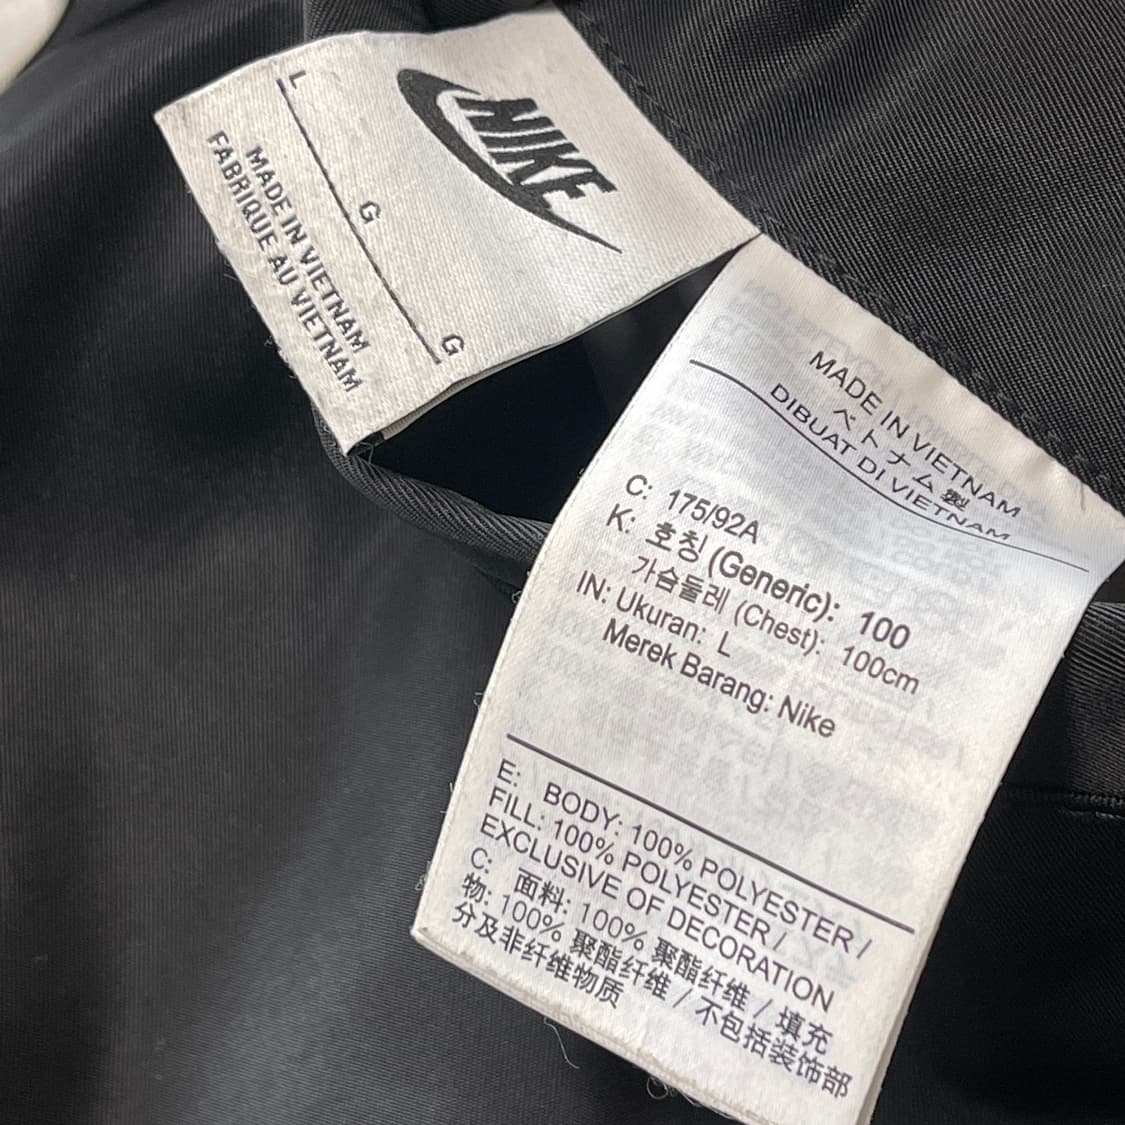 NIKE
L
G
G
MADE IN VIETNAM
FABRIQUE AU VIETNAM
MADE IN VIETNAM
ベトナム製
DIBUAT DI VIETNAM
C: 175/92A
K: 호칭 (Generic): 100
가슴둘레 (Chest): 100cm
IN: Ukuran: L
Merek Barang: Nike
E: BODY: 100% POLYESTER /
FILL: 100% POLYESTER /
EXCLUSIVE OF DECORATION
C: 面料: 100% 聚酯纤维 / 填充
物: 100% 聚酯纤维 / 不包括装饰部
分及非纤维物质